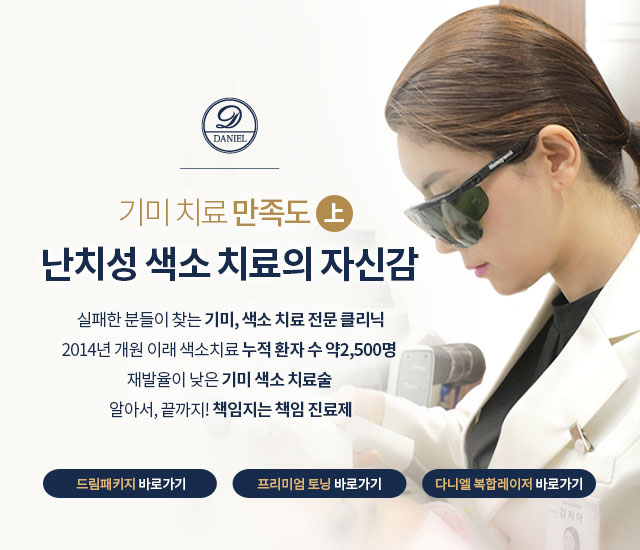 D
DANIEL
기미 치료 만족도 上
난치성 색소 치료의 자신감
실패한 분들이 찾는 기미, 색소 치료 전문 클리닉
2014년 개원 이래 색소치료 누적 환자 수 약2,500명
재발율이 낮은 기미 색소 치료술
알아서, 끝까지! 책임지는 책임 진료제
드림패키지 바로가기
프리미엄 토닝 바로가기
다니엘 복합레이저 바로가기
Honeywell
김지아